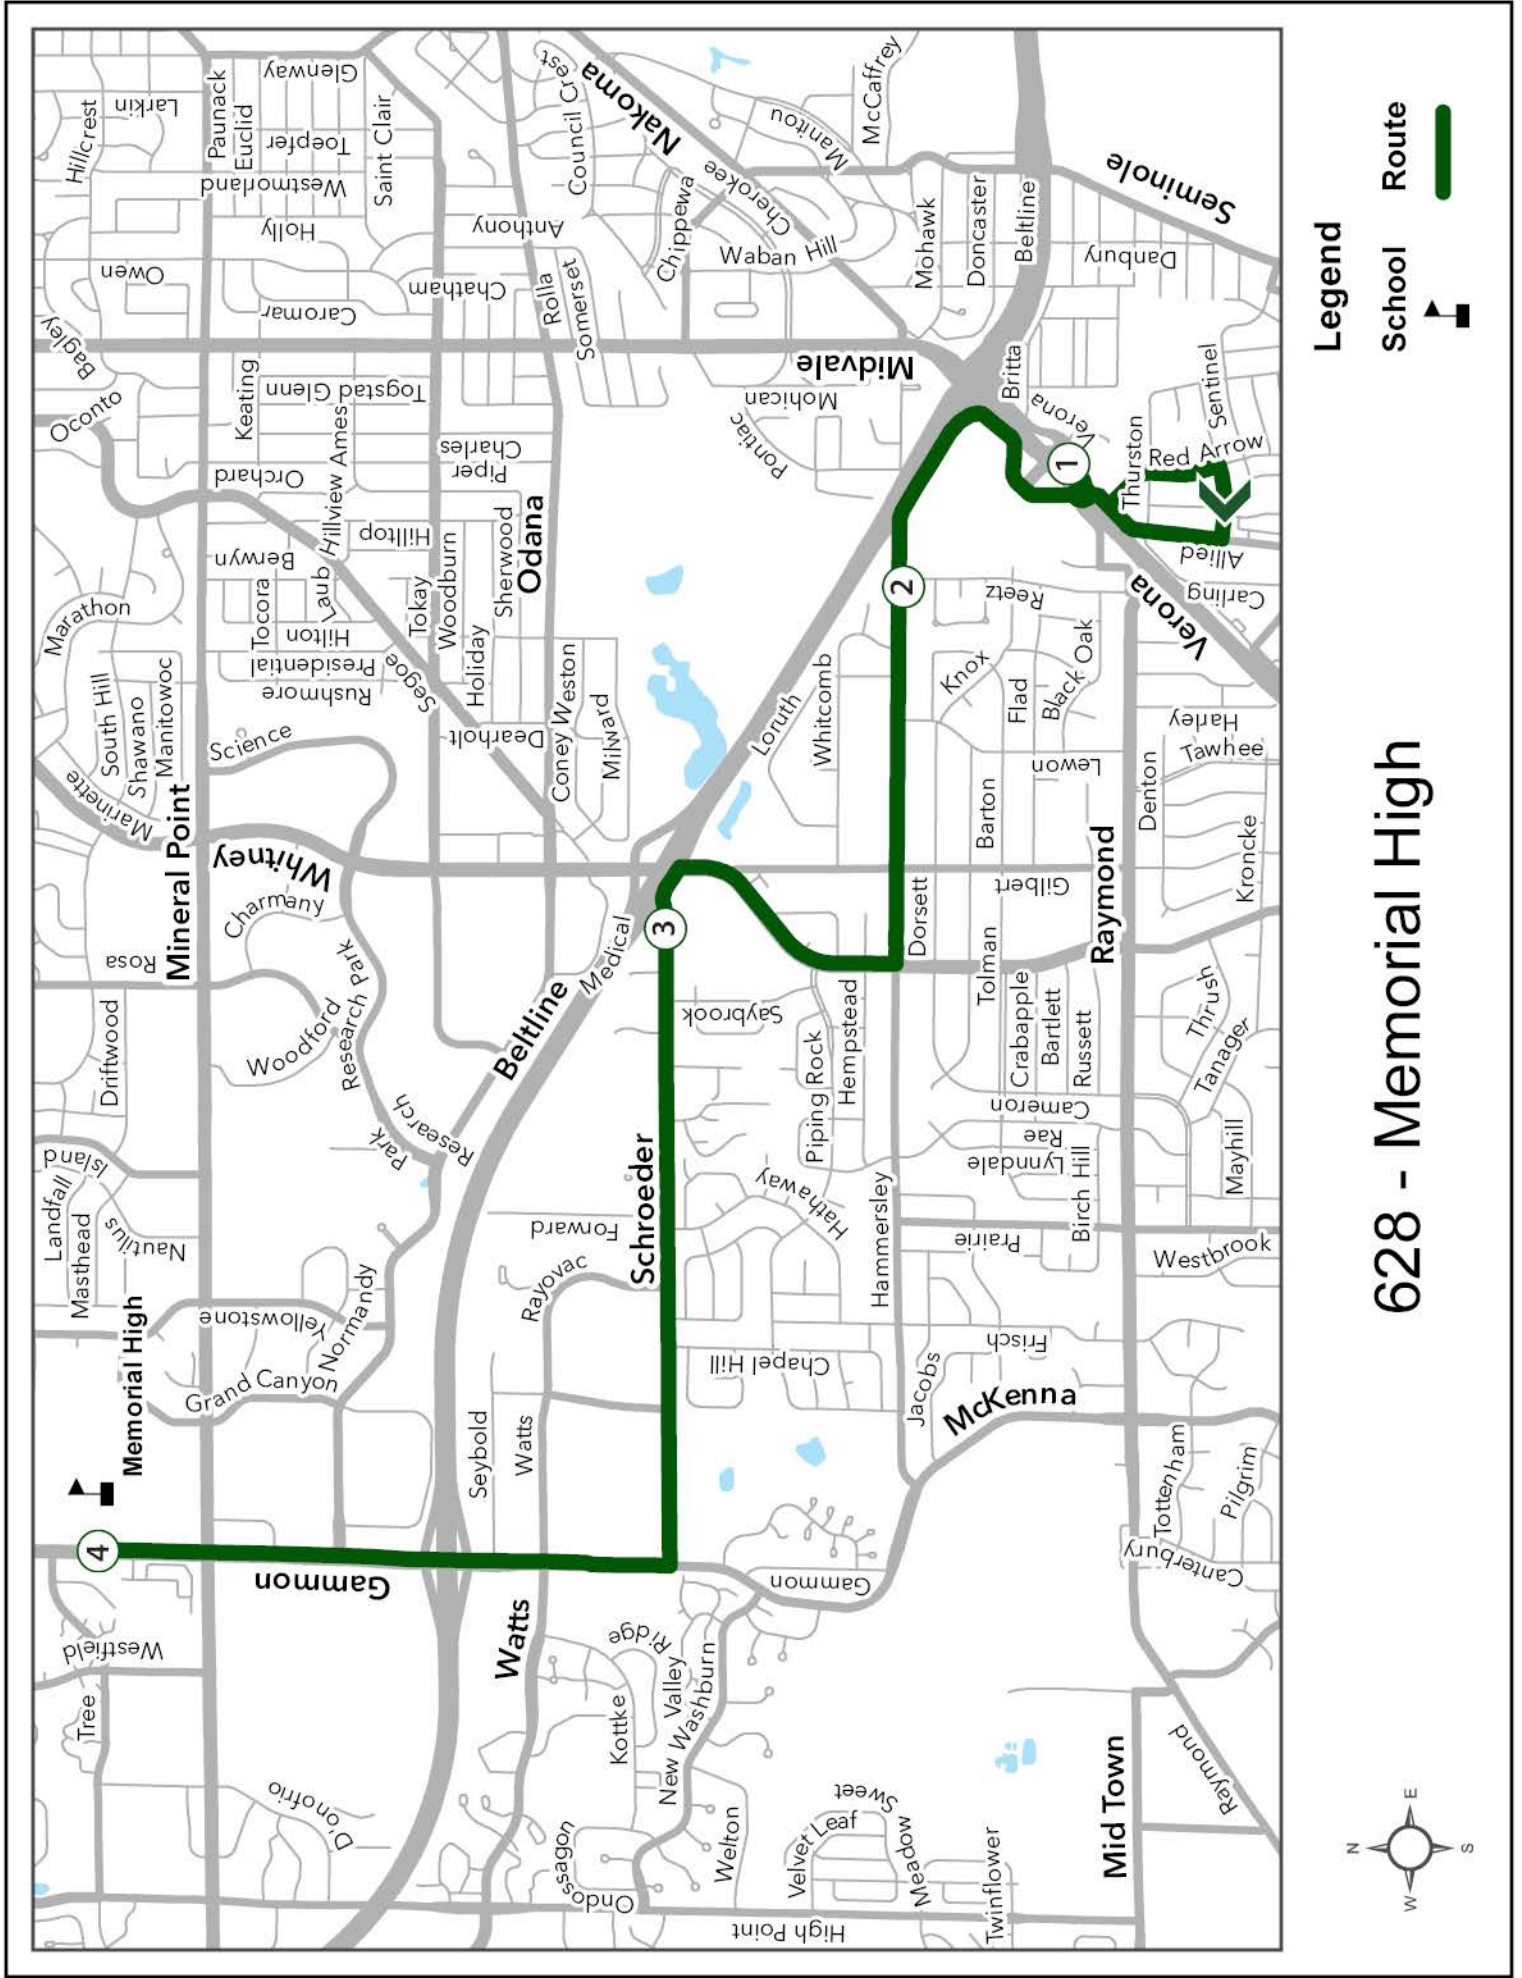 Tree
Westfield
Memorial High
Masthead
Landfall
Island
Nautilus
Driftwood
Rosa
Marinette
South Hill
Shawano
Manitowoc
Marathon
Oconto
Bagley
Owen
Hillcrest
Larkin
4
Mineral Point
D'onofrio
Gammon
Grand Canyon
Yellowstone
Normandy
Woodford
Research Park
Charmany
Whitney
Science
Rushmore
Presidential
Hilton
Tocora
Laub
Berwyn
Hillview
Ames
Orchard
Keating
Togstad Glenn
Caromar
Holly
Westmorland
Toepfer
Euclid
Paunack
Glenway
Saint Clair
Park
Research
Segoe
Tokay
Woodburn
Hilltop
Holiday
Sherwood
Dearholt
Piper
Charles
Chatham
Anthony
Odana
Rolla
Somerset
Council Crest
Nakoma
Seybold
Watts
Watts
Beltline
Medical
Coney Weston
Milward
Ondossagon
Kottke
Ridge
Valley
New Washburn
Welton
Rayovac
Forward
Schroeder
3
Saybrook
Loruth
Whitcomb
Pontiac
Mohican
Midvale
Chippewa
Cherokee
Waban Hill
Manitou
McCaffrey
High Point
Velvet Leaf
Sweet
Meadow
Twinflower
Gammon
Chapel Hill
Hathaway
Piping Rock
Hempstead
Hammersley
Dorsett
2
Mohawk
Doncaster
Beltline
Jacobs
McKenna
Frisch
Prairie
Lynndale
Rae
Birch Hill
Cameron
Crabapple
Bartlett
Russett
Tolman
Gilbert
Barton
Lewon
Knox
Flad
Black Oak
Reetz
Britta
Verona
1
Danbury
Seminole
Mid Town
Raymond
Raymond
Canterbury
Tottenham
Pilgrim
Westbrook
Mayhill
Tanager
Thrush
Kroncke
Denton
Tawhee
Harley
Verona
Carling
Allied
Thurston
Red Arrow
Sentinel
N
W
E
S
628 - Memorial High
Legend
School
Route